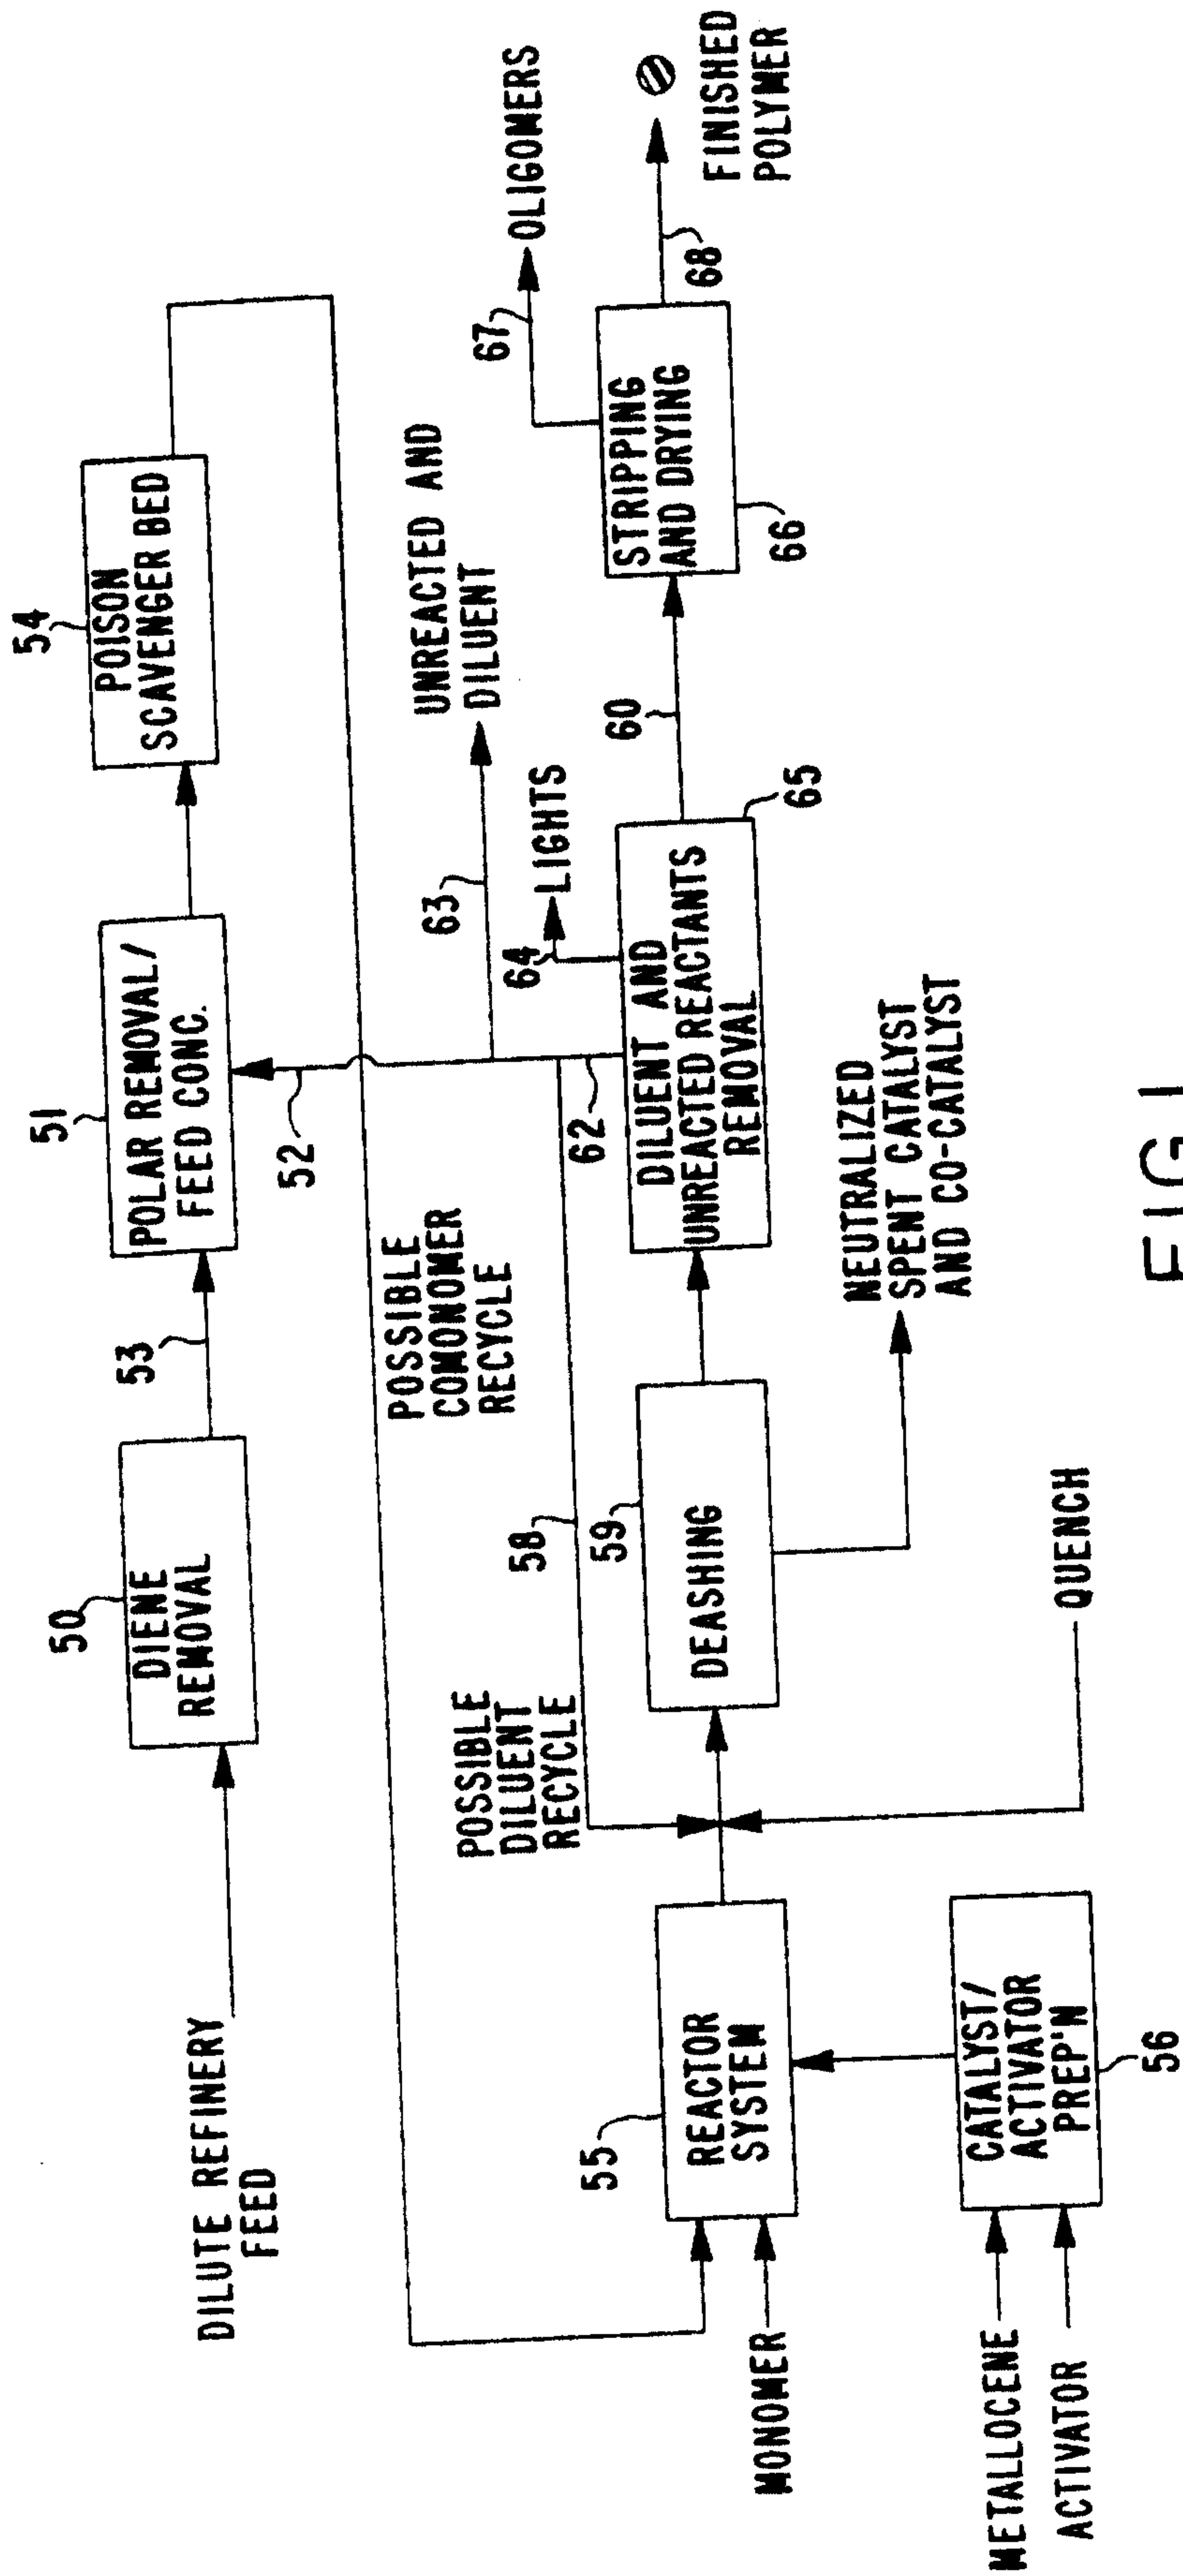 DILUTE REFINERY
FEED
50
DIENE
REMOVAL
53
51
POLAR REMOVAL/
FEED CONC.
52
54
POISON
SCAVENGER BED
POSSIBLE
COMONOMER
RECYCLE
63
UNREACTED AND
DILUENT
64
LIGHTS
62
POSSIBLE
DILUENT
RECYCLE
58
67
OLIGOMERS
MONOMER
55
REACTOR
SYSTEM
59
DEASHING
DILUENT AND
UNREACTED REACTANTS
REMOVAL
65
60
STRIPPING
AND DRYING
66
68
FINISHED
POLYMER
METALLOCENE
ACTIVATOR
CATALYST/
ACTIVATOR
PREP'N
56
QUENCH
NEUTRALIZED
SPENT CATALYST
AND CO-CATALYST
FIG 1